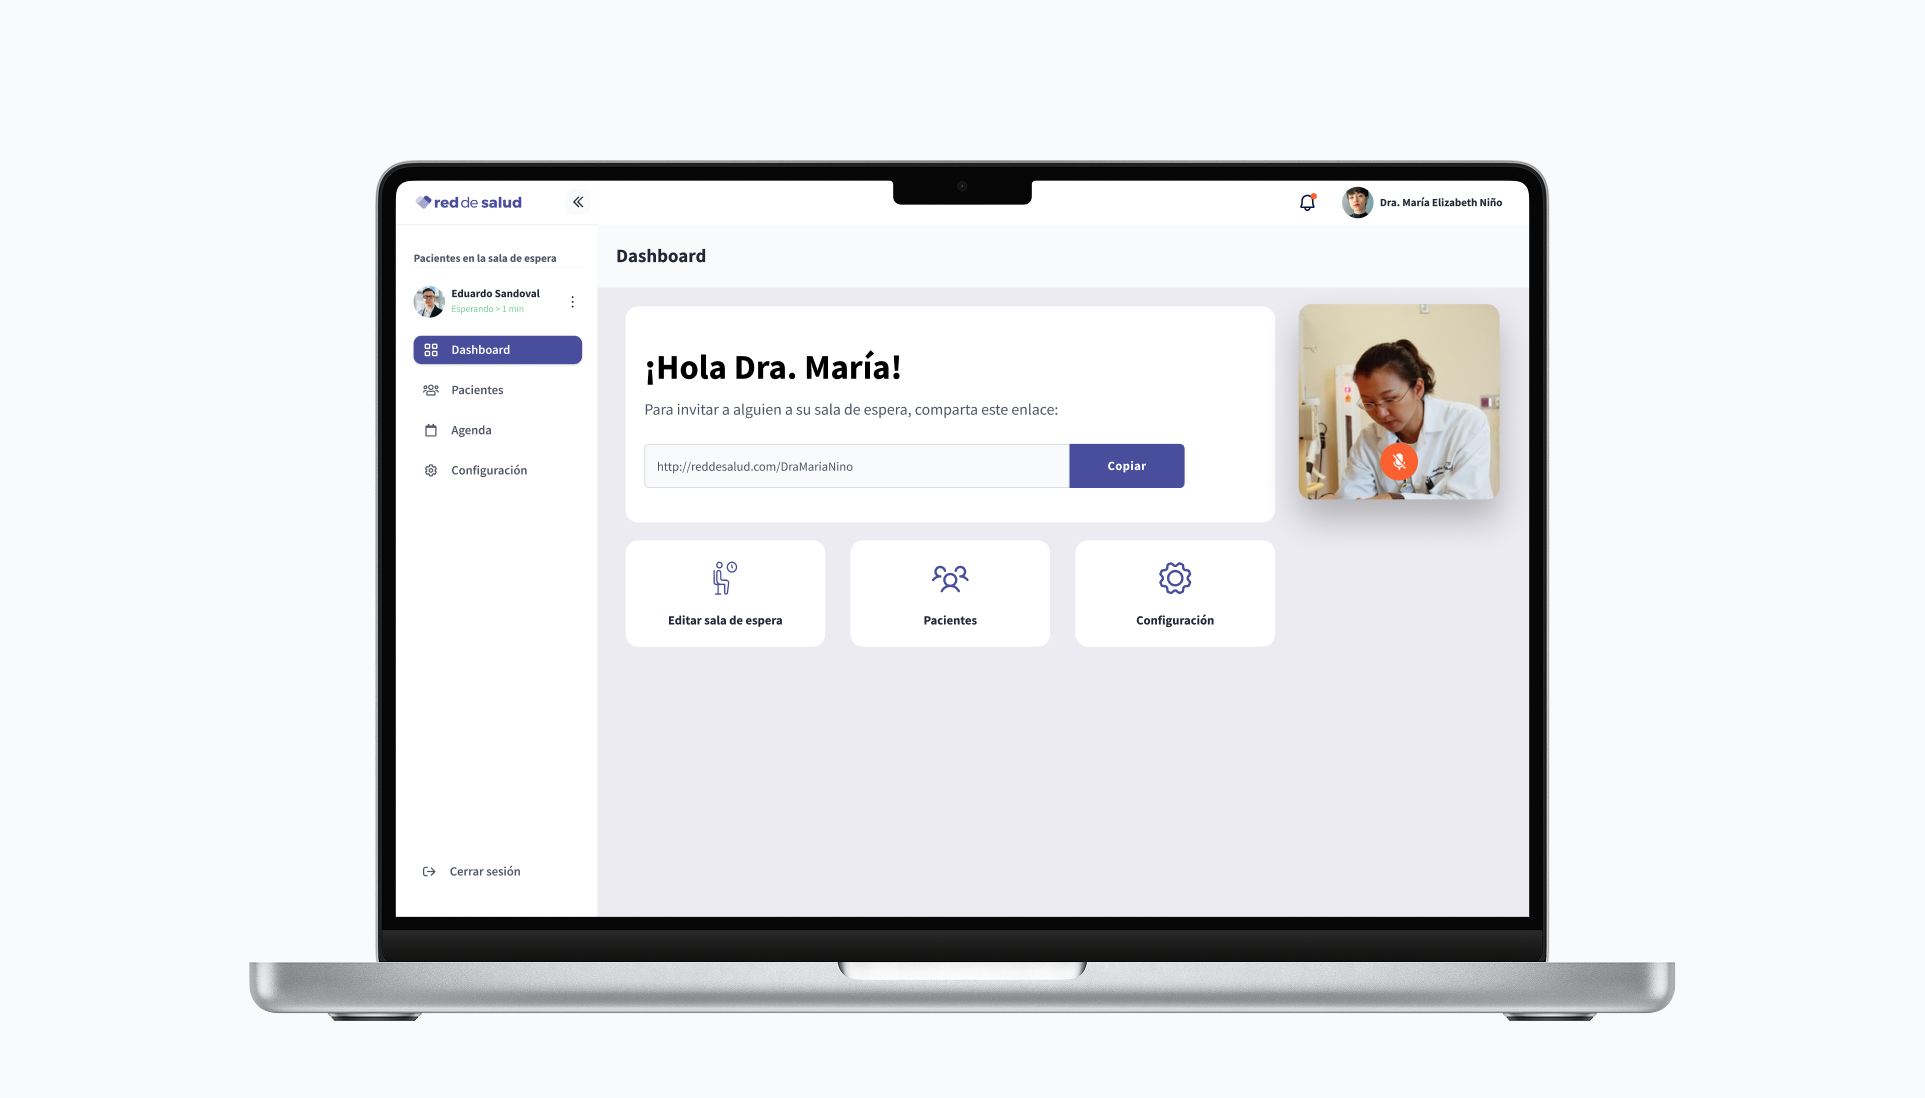 red de salud
Dra. María Elizabeth Niño
Pacientes en la sala de espera
Eduardo Sandoval
Esperando > 1 min
Dashboard
Pacientes
Agenda
Configuración
Cerrar sesión
Dashboard
¡Hola Dra. María!
Para invitar a alguien a su sala de espera, comparta este enlace:
http://reddesalud.com/DraMariaNino
Copiar
Editar sala de espera
Pacientes
Configuración